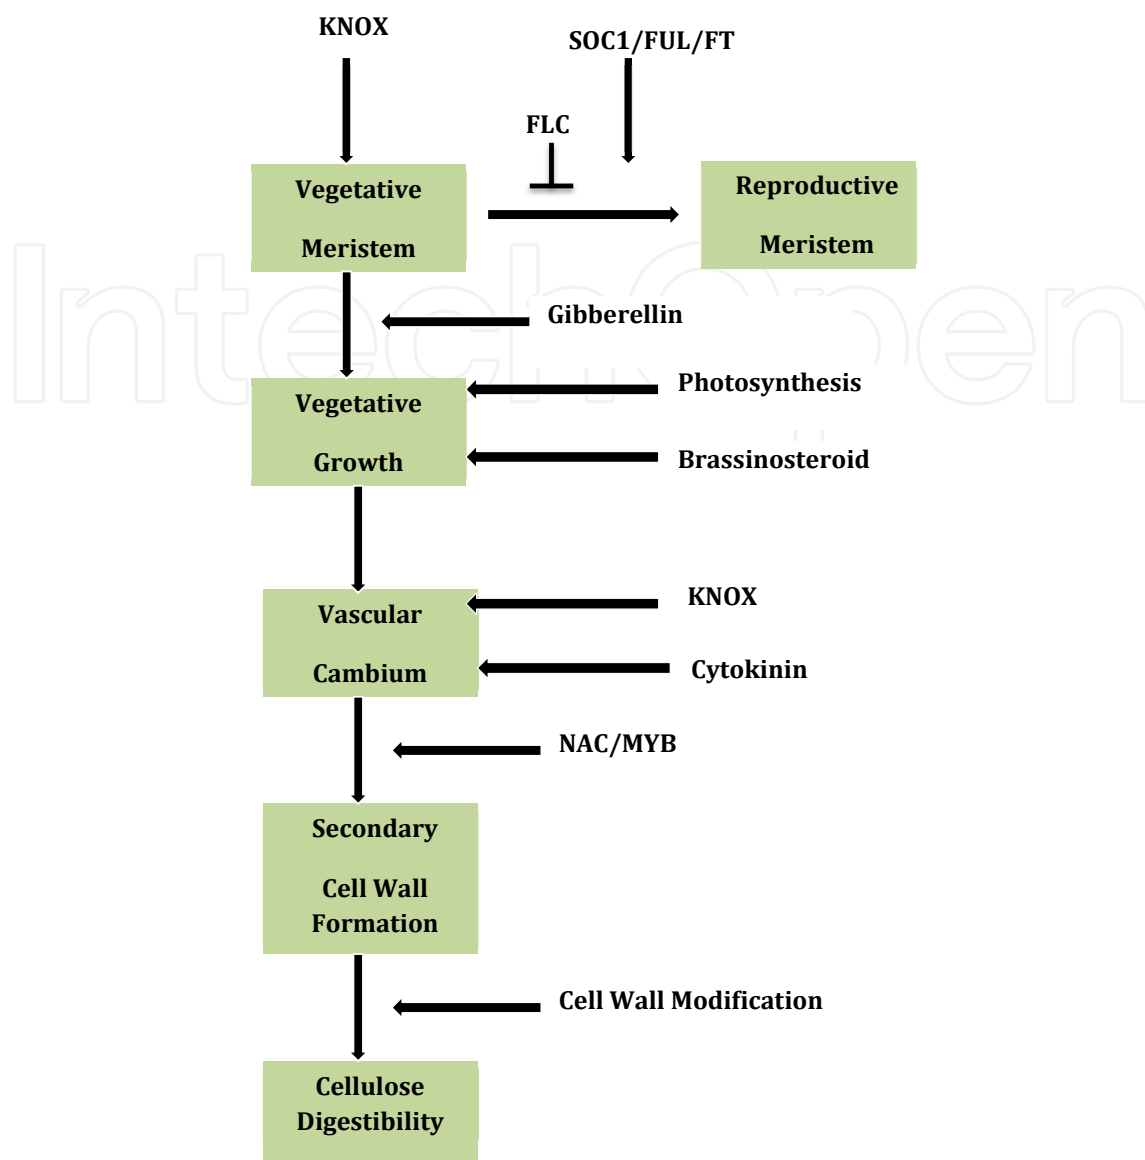 KNOX
SOC1/FUL/FT
FLC
Vegetative
Meristem
Reproductive
Meristem
Gibberellin
IntechOpen
Vegetative
Growth
Photosynthesis
Brassinosteroid
Vascular
Cambium
KNOX
Cytokinin
NAC/MYB
Secondary
Cell Wall
Formation
Cell Wall Modification
Cellulose
Digestibility